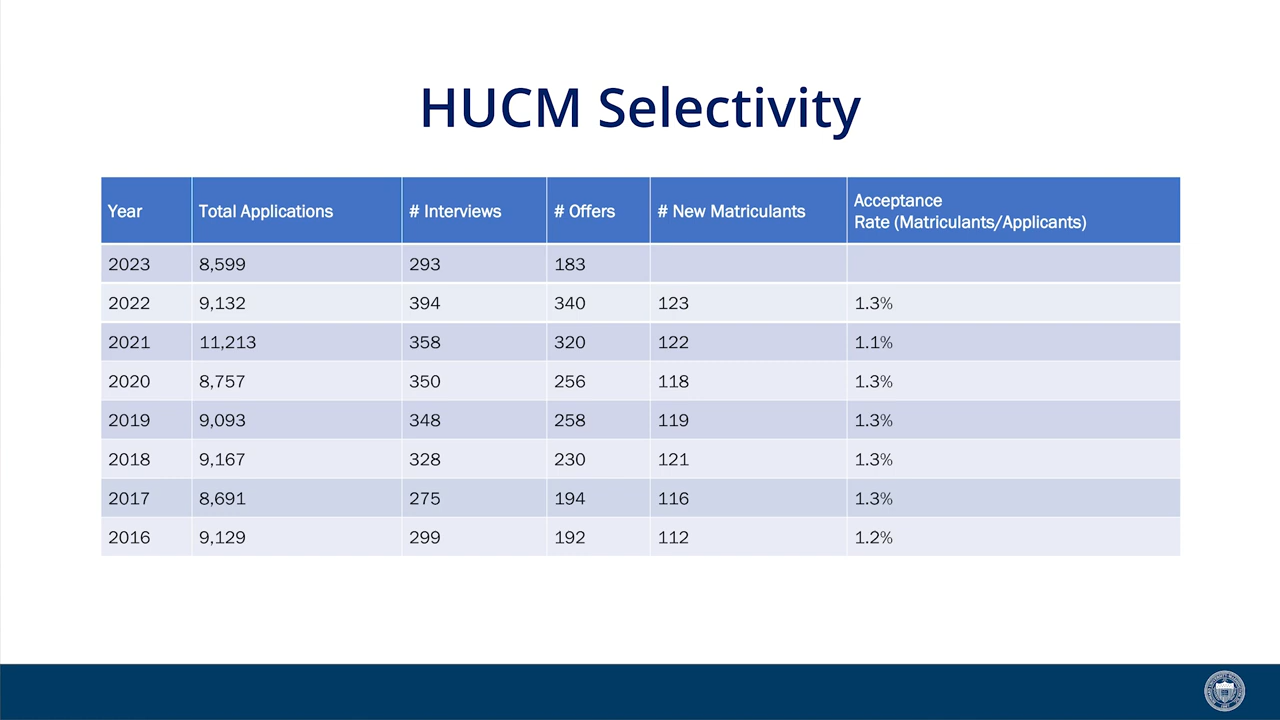 HUCM Selectivity
Year Total Applications # Interviews # Offers # New Matriculants Acceptance Rate (Matriculants/Applicants)
2023 8,599 293 183
2022 9,132 394 340 123 1.3%
2021 11,213 358 320 122 1.1%
2020 8,757 350 256 118 1.3%
2019 9,093 348 258 119 1.3%
2018 9,167 328 230 121 1.3%
2017 8,691 275 194 116 1.3%
2016 9,129 299 192 112 1.2%